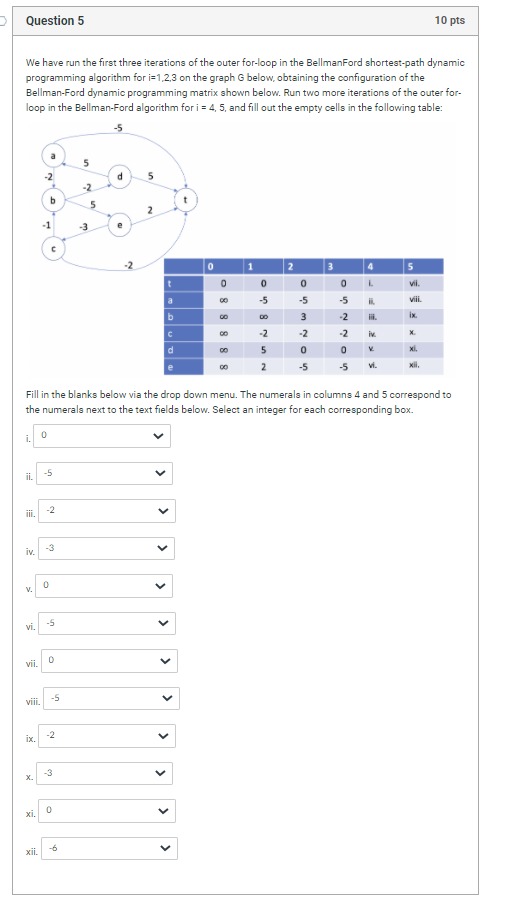 Question 5 10 pts
We have run the first three iterations of the outer for-loop in the BellmanFord shortest-path dynamic
programming algorithm for i=1,2,3 on the graph G below, obtaining the configuration of the
Bellman-Ford dynamic programming matrix shown below. Run two more iterations of the outer for-
loop in the Bellman-Ford algorithm for i = 4, 5, and fill out the empty cells in the following table:
-5
a
5
-2
d
5
-2
b
5
t
2
-1
-3
e
c
-2
0 1 2 3 4 5
t 0 0 0 0 i. vii.
a ∞ -5 -5 -5 ii. viii.
b ∞ ∞ 3 -2 iii. ix.
c ∞ -2 -2 -2 iv. x.
d ∞ 5 0 0 v. xi.
e ∞ 2 -5 -5 vi. xii.
Fill in the blanks below via the drop down menu. The numerals in columns 4 and 5 correspond to
the numerals next to the text fields below. Select an integer for each corresponding box.
i. 0
ii. -5
iii. -2
iv. -3
v. 0
vi. -5
vii. 0
viii. -5
ix. -2
x. -3
xi. 0
xii. -6